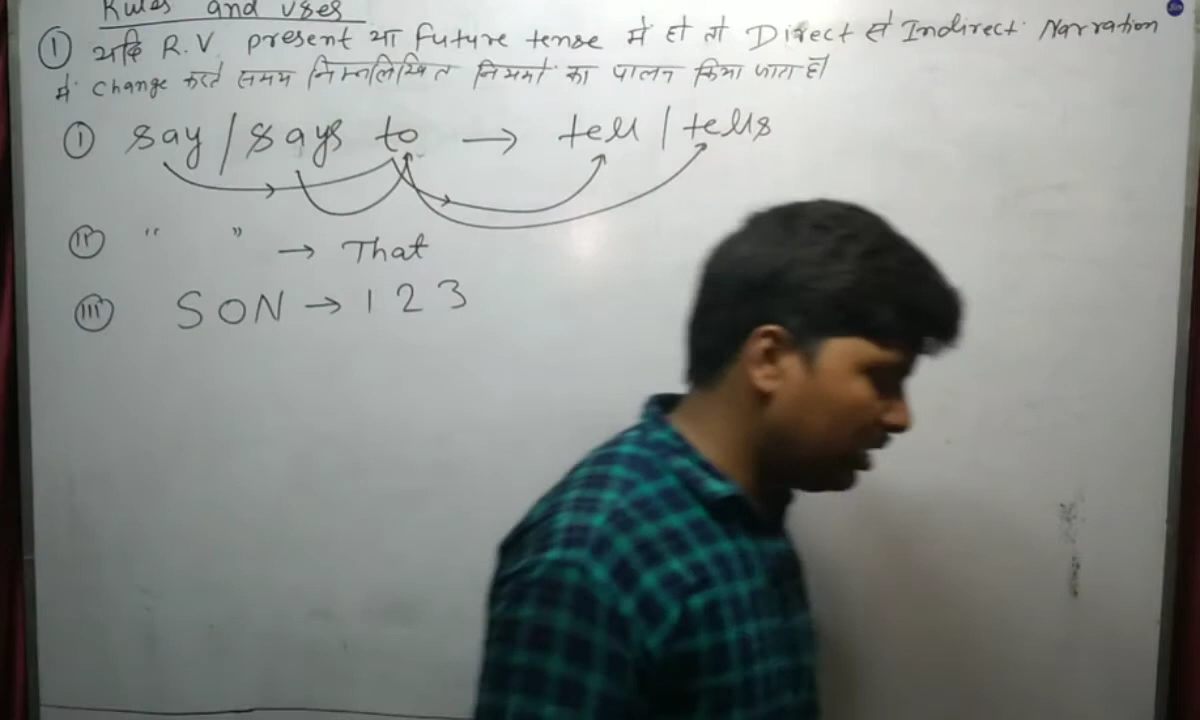 Rules and uses
① यदि R.V. present या future tense में हो तो Direct से Indirect Narration
में change करते समय निम्नलिखित नियमों का पालन किया जाता है।
① say / says to → tell / tells
② “ ” → That
③ SON → 1 2 3